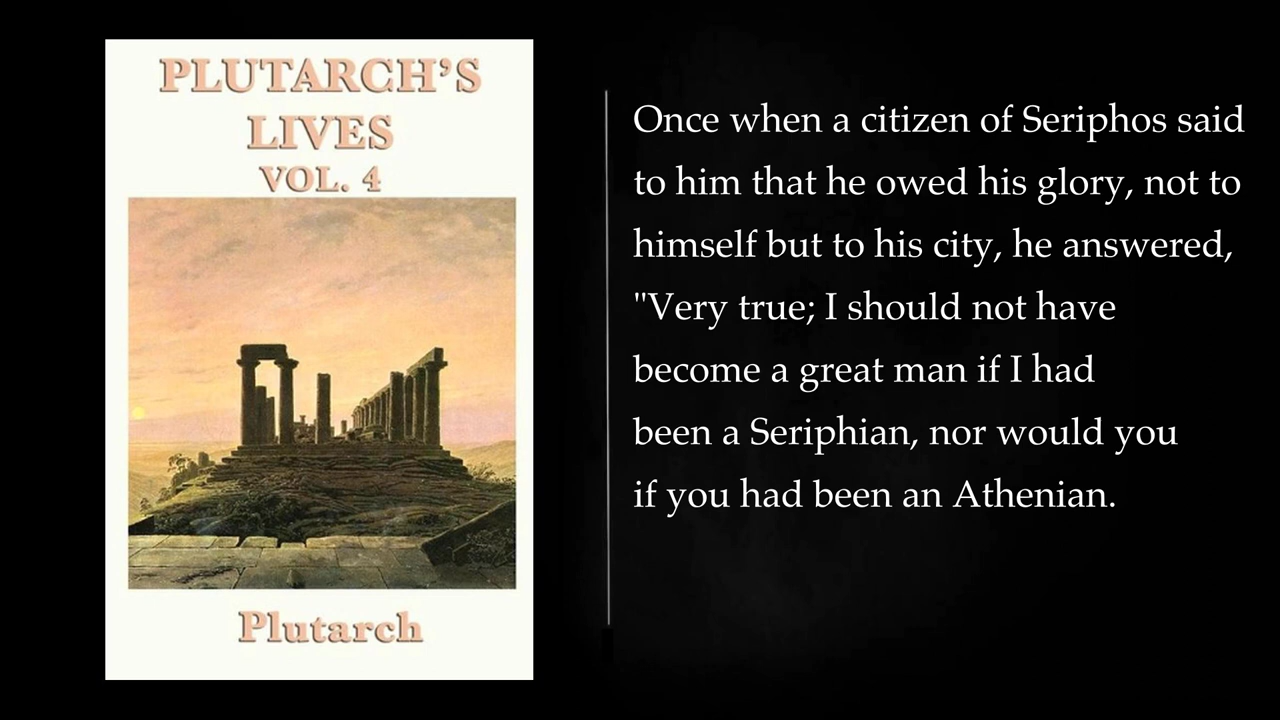 PLUTARCH'S
LIVES
VOL. 4
Plutarch
Once when a citizen of Seriphos said
to him that he owed his glory, not to
himself but to his city, he answered,
"Very true; I should not have
become a great man if I had
been a Seriphian, nor would you
if you had been an Athenian.